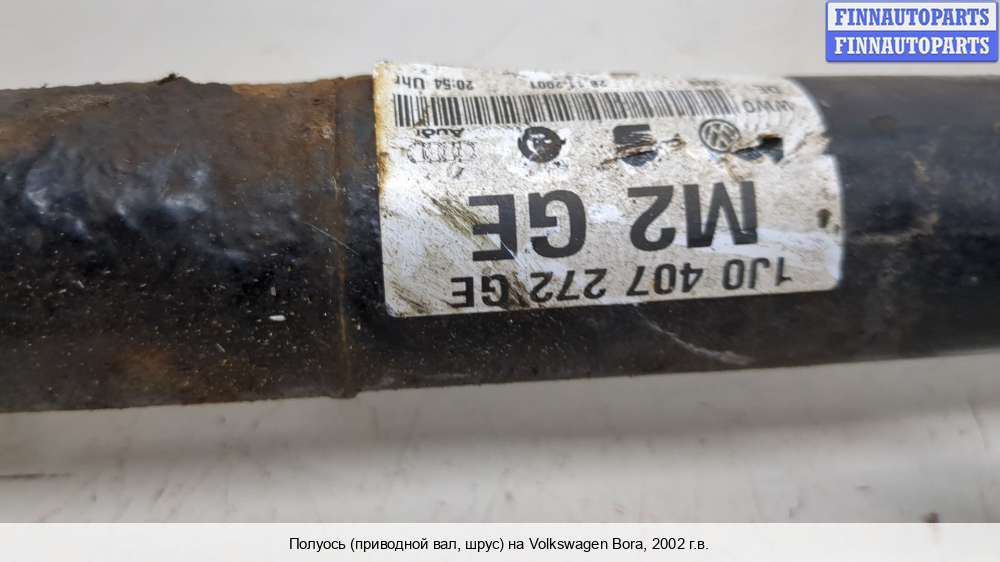 FINNAUTOPARTS
FINNAUTOPARTS
1J0 407 272 GE
M2 GE
Audi
20:54 Uhr
Полуось (приводной вал, шрус) на Volkswagen Bora, 2002 г.в.